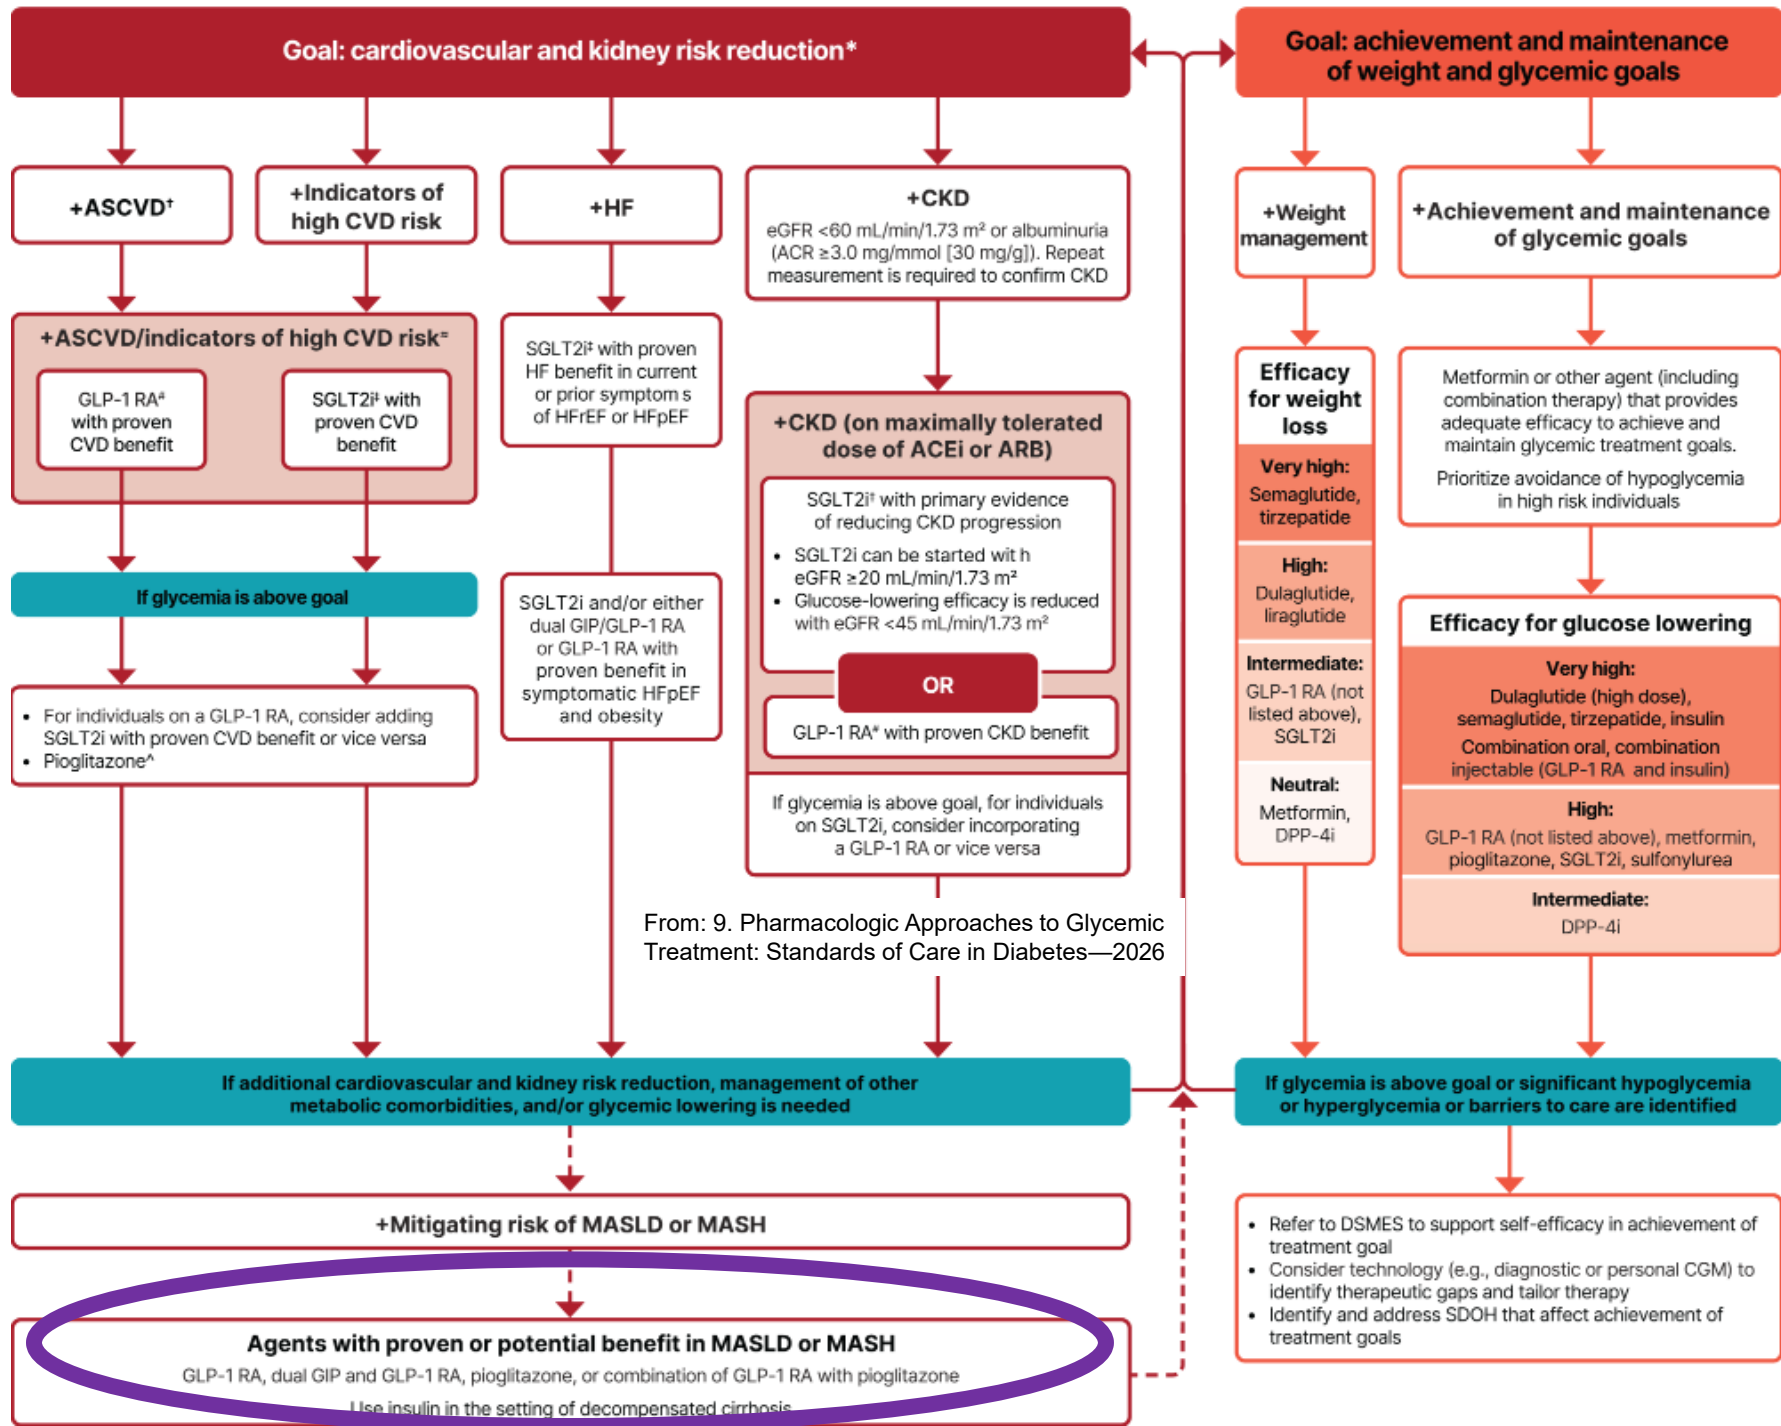 Goal: cardiovascular and kidney risk reduction*
+ASCVD†
+Indicators of
high CVD risk
+HF
+CKD
eGFR <60 mL/min/1.73 m² or albuminuria
(ACR ≥3.0 mg/mmol [30 mg/g]). Repeat
measurement is required to confirm CKD
+ASCVD/indicators of high CVD risk=
GLP-1 RA#
with proven
CVD benefit
SGLT2i‡ with
proven CVD
benefit
SGLT2i‡ with proven
HF benefit in current
or prior symptom s
of HFrEF or HFpEF
+CKD (on maximally tolerated
dose of ACEi or ARB)
SGLT2i† with primary evidence
of reducing CKD progression
• SGLT2i can be started wit h
eGFR ≥20 mL/min/1.73 m²
• Glucose-lowering efficacy is reduced
with eGFR <45 mL/min/1.73 m²
OR
GLP-1 RA# with proven CKD benefit
If glycemia is above goal, for individuals
on SGLT2i, consider incorporating
a GLP-1 RA or vice versa
If glycemia is above goal
• For individuals on a GLP-1 RA, consider adding
SGLT2i with proven CVD benefit or vice versa
• Pioglitazone^
SGLT2i and/or either
dual GIP/GLP-1 RA
or GLP-1 RA with
proven benefit in
symptomatic HFpEF
and obesity
From: 9. Pharmacologic Approaches to Glycemic
Treatment: Standards of Care in Diabetes—2026
If additional cardiovascular and kidney risk reduction, management of other
metabolic comorbidities, and/or glycemic lowering is needed
+Mitigating risk of MASLD or MASH
Agents with proven or potential benefit in MASLD or MASH
GLP-1 RA, dual GIP and GLP-1 RA, pioglitazone, or combination of GLP-1 RA with pioglitazone
Use insulin in the setting of decompensated cirrhosis
Goal: achievement and maintenance
of weight and glycemic goals
+Weight
management
Efficacy
for weight
loss
Very high:
Semaglutide,
tirzepatide
High:
Dulaglutide,
liraglutide
Intermediate:
GLP-1 RA (not
listed above),
SGLT2i
Neutral:
Metformin,
DPP-4i
+Achievement and maintenance
of glycemic goals
Metformin or other agent (including
combination therapy) that provides
adequate efficacy to achieve and
maintain glycemic treatment goals.
Prioritize avoidance of hypoglycemia
in high risk individuals
Efficacy for glucose lowering
Very high:
Dulaglutide (high dose),
semaglutide, tirzepatide, insulin
Combination oral, combination
injectable (GLP-1 RA and insulin)
High:
GLP-1 RA (not listed above), metformin,
pioglitazone, SGLT2i, sulfonylurea
Intermediate:
DPP-4i
If glycemia is above goal or significant hypoglycemia
or hyperglycemia or barriers to care are identified
• Refer to DSMES to support self-efficacy in achievement of
treatment goal
• Consider technology (e.g., diagnostic or personal CGM) to
identify therapeutic gaps and tailor therapy
• Identify and address SDOH that affect achievement of
treatment goals